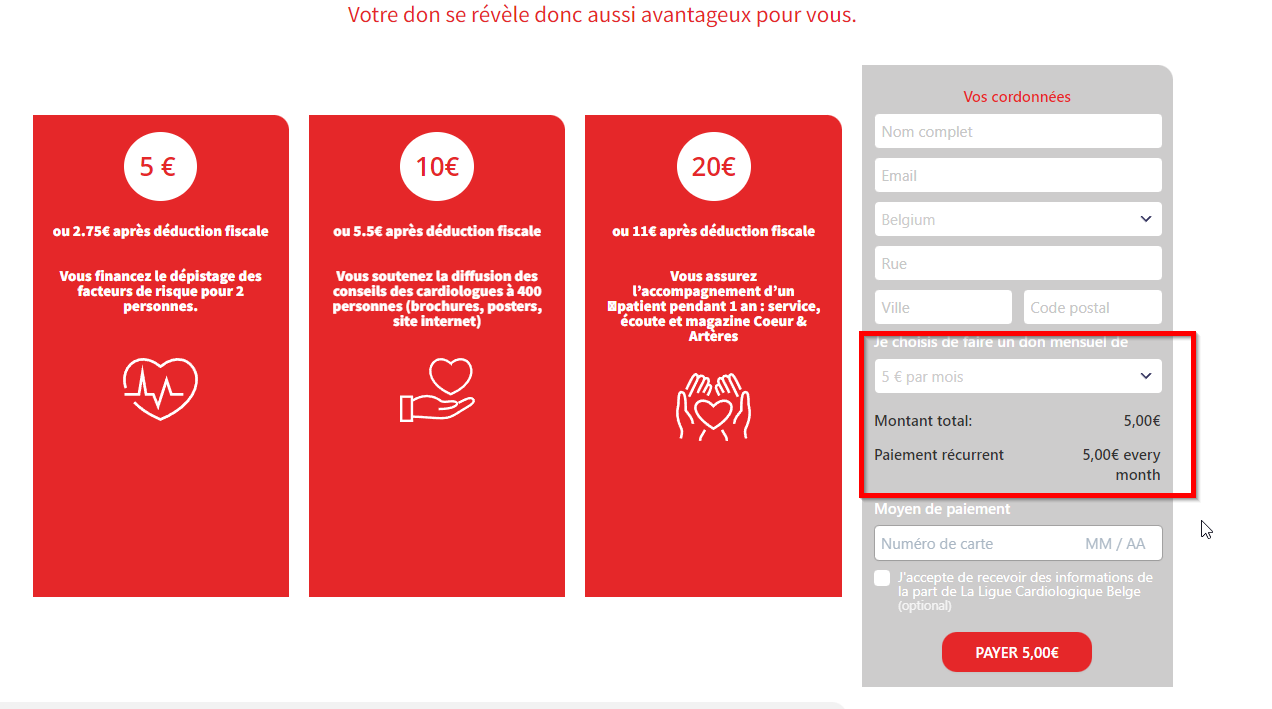 Votre don se révèle donc aussi avantageux pour vous.
5 €
ou 2.75€ après déduction fiscale
Vous financez le dépistage des
facteurs de risque pour 2
personnes.
10€
ou 5.5€ après déduction fiscale
Vous soutenez la diffusion des
conseils des cardiologues à 400
personnes (brochures, posters,
site internet)
20€
ou 11€ après déduction fiscale
Vous assurez
l’accompagnement d’un
patient pendant 1 an : service,
écoute et magazine Coeur &
Artères
Vos cordonnées
Nom complet
Email
Belgium
Rue
Ville
Code postal
Je choisis de faire un don mensuel de
5 € par mois
Montant total: 5,00€
Paiement récurrent 5,00€ every
month
Moyen de paiement
Numéro de carte MM / AA
J'accepte de recevoir des informations de
la part de La Ligue Cardiologique Belge
(optional)
PAYER 5,00€